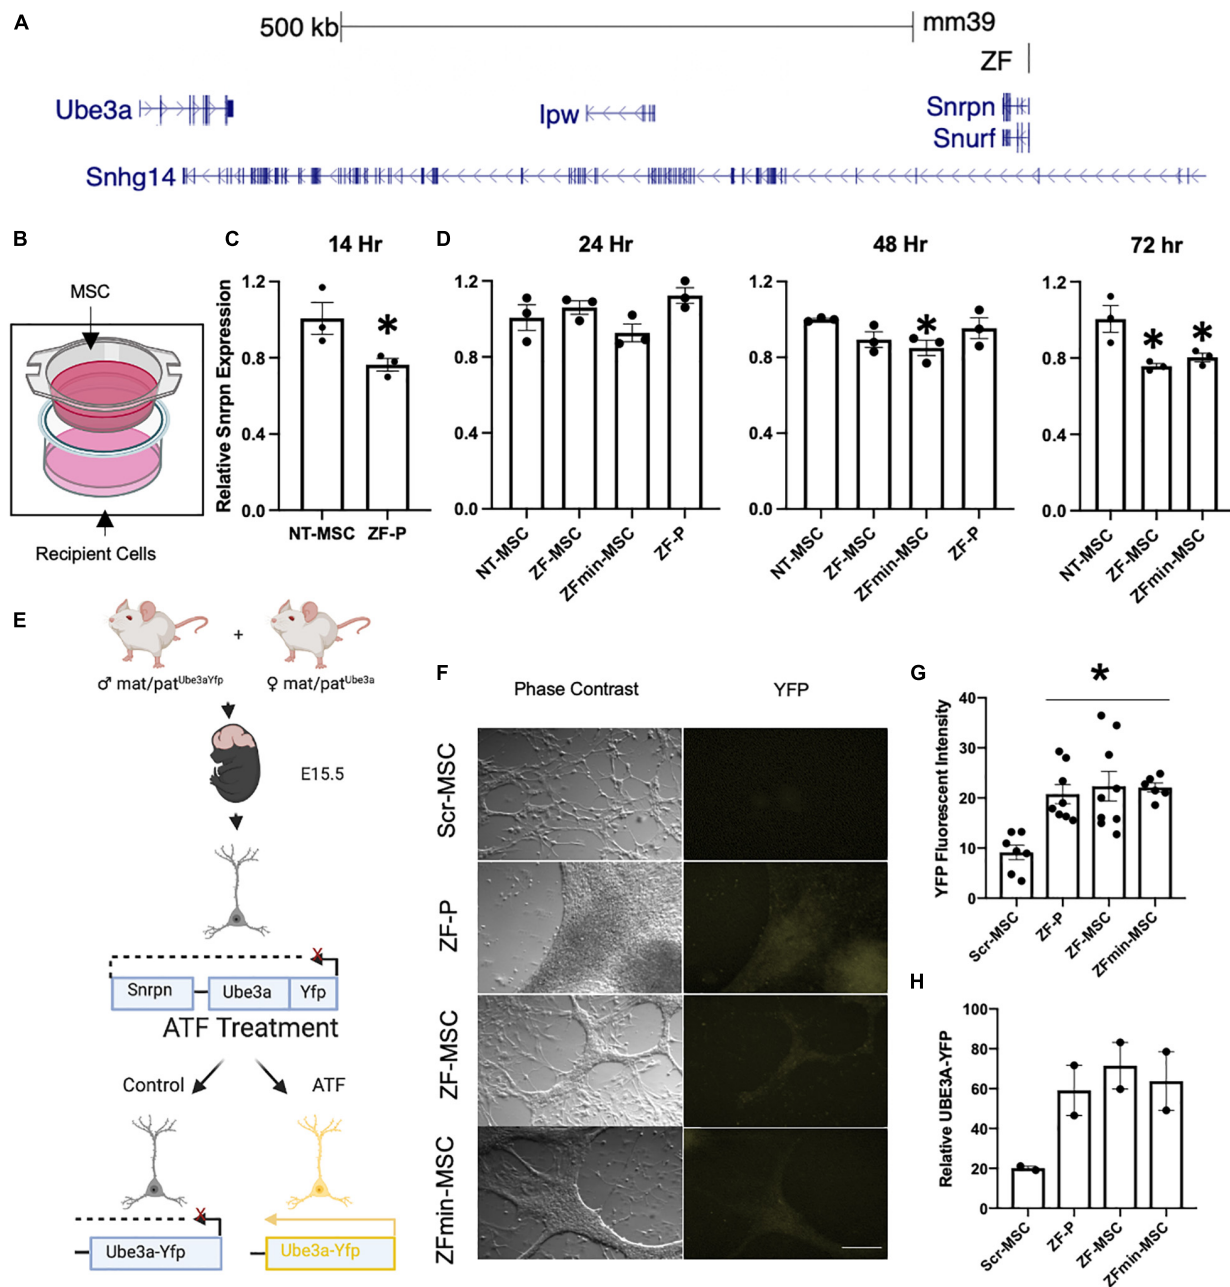 A
500 kb
mm39
ZF
Ube3a
Ipw
Snrpn
Snurf
Snhg14
B
MSC
Recipient Cells
C
14 Hr
Relative Snrpn Expression
1.2
0.8
0.4
0.0
*
NT-MSC ZF-P
D
24 Hr
1.2
0.8
0.4
0.0
NT-MSC
ZF-MSC
ZFmin-MSC
ZF-P
48 Hr
1.2
0.8
0.4
0.0
*
NT-MSC
ZF-MSC
ZFmin-MSC
ZF-P
72 hr
1.2
0.8
0.4
0.0
* *
NT-MSC
ZF-MSC
ZFmin-MSC
E
+
♂ mat/patUbe3aYfp
♀ mat/patUbe3a
E15.5
X
Snrpn Ube3a Yfp
ATF Treatment
Control ATF
X
Ube3a-Yfp
Ube3a-Yfp
F
Phase Contrast YFP
Scr-MSC
ZF-P
ZF-MSC
ZFmin-MSC
G
YFP Fluorescent Intensity
40
30
20
10
0
*
Scr-MSC
ZF-P
ZF-MSC
ZFmin-MSC
H
Relative UBE3A-YFP
100
80
60
40
20
0
Scr-MSC
ZF-P
ZF-MSC
ZFmin-MSC